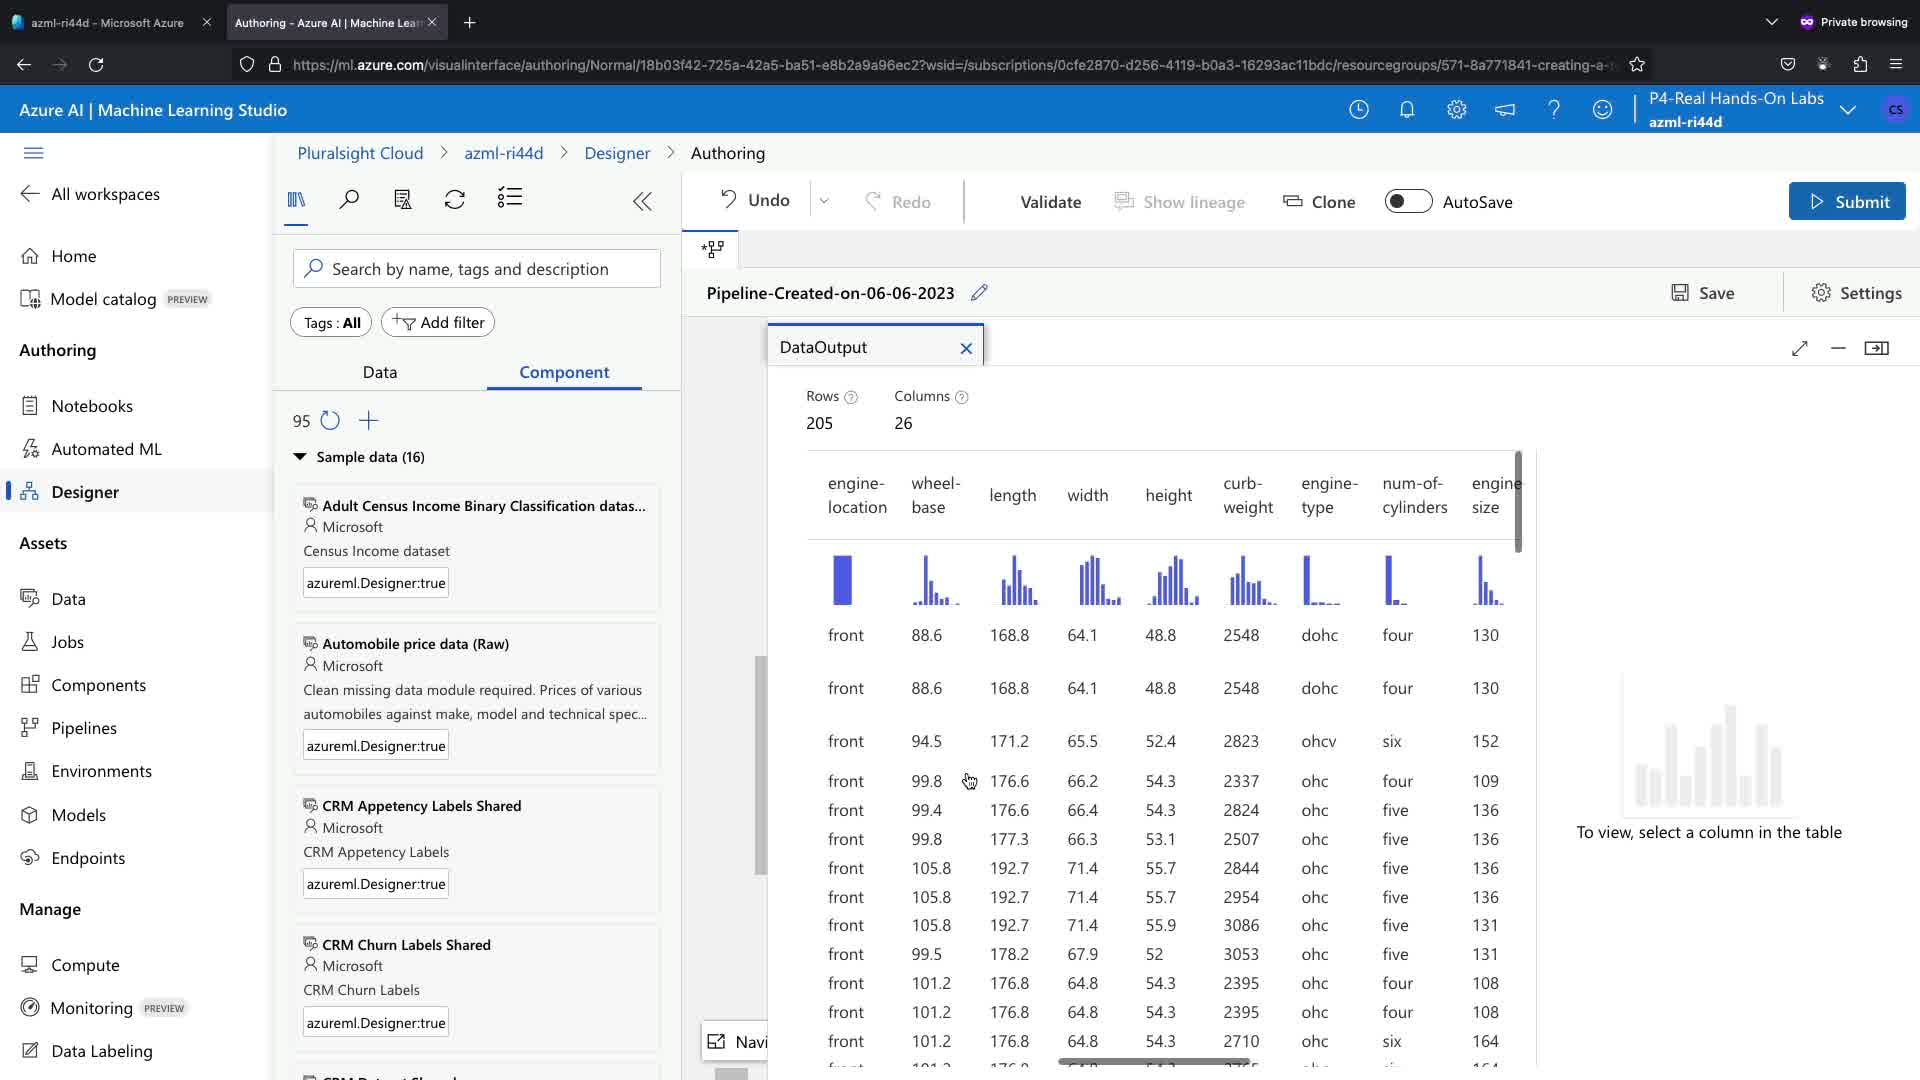 azml-ri44d - Microsoft Azure
Authoring - Azure AI | Machine Lear
Private browsing
https://ml.azure.com/visualinterface/authoring/Normal/18b03f42-725a-42a5-ba51-e8b2a9a96ec2?wsid=/subscriptions/0cfe2870-d256-4119-b0a3-16293ac11bdc/resourcegroups/571-8a771841-creating-a-
Azure AI | Machine Learning Studio
P4-Real Hands-On Labs
azml-ri44d
CS
All workspaces
Home
Model catalog PREVIEW
Authoring
Notebooks
Automated ML
Designer
Assets
Data
Jobs
Components
Pipelines
Environments
Models
Endpoints
Manage
Compute
Monitoring PREVIEW
Data Labeling
Pluralsight Cloud > azml-ri44d > Designer > Authoring
Search by name, tags and description
Tags : All
Add filter
Data
Component
95
Sample data (16)
Adult Census Income Binary Classification datas...
Microsoft
Census Income dataset
azureml.Designer:true
Automobile price data (Raw)
Microsoft
Clean missing data module required. Prices of various
automobiles against make, model and technical spec...
azureml.Designer:true
CRM Appetency Labels Shared
Microsoft
CRM Appetency Labels
azureml.Designer:true
CRM Churn Labels Shared
Microsoft
CRM Churn Labels
azureml.Designer:true
Undo
Redo
Validate
Show lineage
Clone
AutoSave
Submit
Pipeline-Created-on-06-06-2023
Save
Settings
DataOutput
Rows Columns
205 26
engine-location wheel-base length width height curb-weight engine-type num-of-cylinders engine size
front 88.6 168.8 64.1 48.8 2548 dohc four 130
front 88.6 168.8 64.1 48.8 2548 dohc four 130
front 94.5 171.2 65.5 52.4 2823 ohcv six 152
front 99.8 176.6 66.2 54.3 2337 ohc four 109
front 99.4 176.6 66.4 54.3 2824 ohc five 136
front 99.8 177.3 66.3 53.1 2507 ohc five 136
front 105.8 192.7 71.4 55.7 2844 ohc five 136
front 105.8 192.7 71.4 55.7 2954 ohc five 136
front 105.8 192.7 71.4 55.9 3086 ohc five 131
front 99.5 178.2 67.9 52 3053 ohc five 131
front 101.2 176.8 64.8 54.3 2395 ohc four 108
front 101.2 176.8 64.8 54.3 2395 ohc four 108
front 101.2 176.8 64.8 54.3 2710 ohc six 164
To view, select a column in the table
Navi